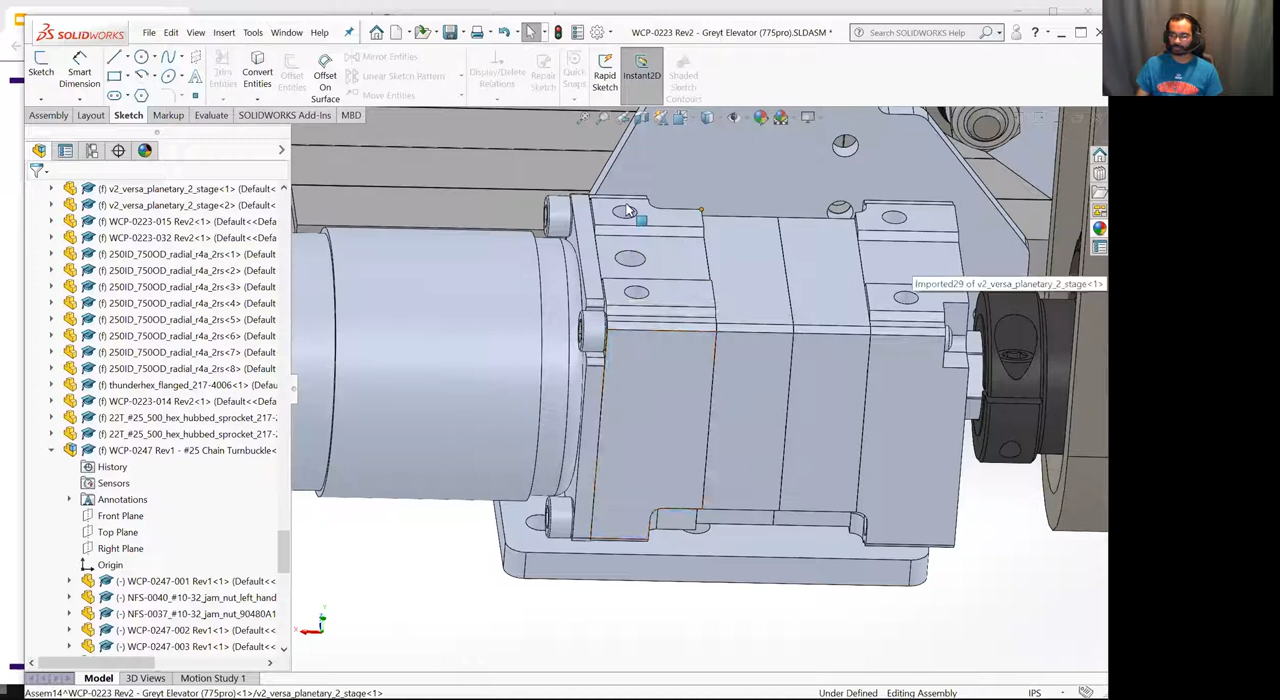 SOLIDWORKS File Edit View Insert Tools Window Help WCP-0223 Rev2 - Greyt Elevator (775pro).SLDASM * Search SOLIDWORKS Help
Sketch Smart Dimension Trim Entities Convert Entities Offset Entities Offset On Surface Mirror Entities Linear Sketch Pattern Move Entities Display/Delete Relations Repair Sketch Quick Snaps Rapid Sketch Instant2D Shaded Sketch Contours
Assembly Layout Sketch Markup Evaluate SOLIDWORKS Add-Ins MBD
(f) v2_versa_planetary_2_stage<1> (Default<
(f) v2_versa_planetary_2_stage<2> (Default<
(f) WCP-0223-015 Rev2<1> (Default<<Defa
(f) WCP-0223-032 Rev2<1> (Default<<Defa
(f) 250ID_750OD_radial_r4a_2rs<1> (Default
(f) 250ID_750OD_radial_r4a_2rs<2> (Default
Imported29 of v2_versa_planetary_2_stage<1>
(f) 250ID_750OD_radial_r4a_2rs<3> (Default
(f) 250ID_750OD_radial_r4a_2rs<4> (Default
(f) 250ID_750OD_radial_r4a_2rs<5> (Default
(f) 250ID_750OD_radial_r4a_2rs<6> (Default
(f) 250ID_750OD_radial_r4a_2rs<7> (Default
(f) 250ID_750OD_radial_r4a_2rs<8> (Default
(f) thunderhex_flanged_217-4006<1> (Defau
(f) WCP-0223-014 Rev2<1> (Default<<Defa
(f) 22T_#25_500_hex_hubbed_sprocket_217-
(f) 22T_#25_500_hex_hubbed_sprocket_217-
(f) WCP-0247 Rev1 - #25 Chain Turnbuckle<
History
Sensors
Annotations
Front Plane
Top Plane
Right Plane
Origin
(-) WCP-0247-001 Rev1<1> (Default<<
(-) NFS-0040_#10-32_jam_nut_left_hand
(-) NFS-0037_#10-32_jam_nut_90480A1
(-) WCP-0247-002 Rev1<1> (Default<<
(-) WCP-0247-003 Rev1<1> (Default<<
Model 3D Views Motion Study 1
Assem14^WCP-0223 Rev2 - Greyt Elevator (775pro)<1>/v2_versa_planetary_2_stage<1> Under Defined Editing Assembly IPS